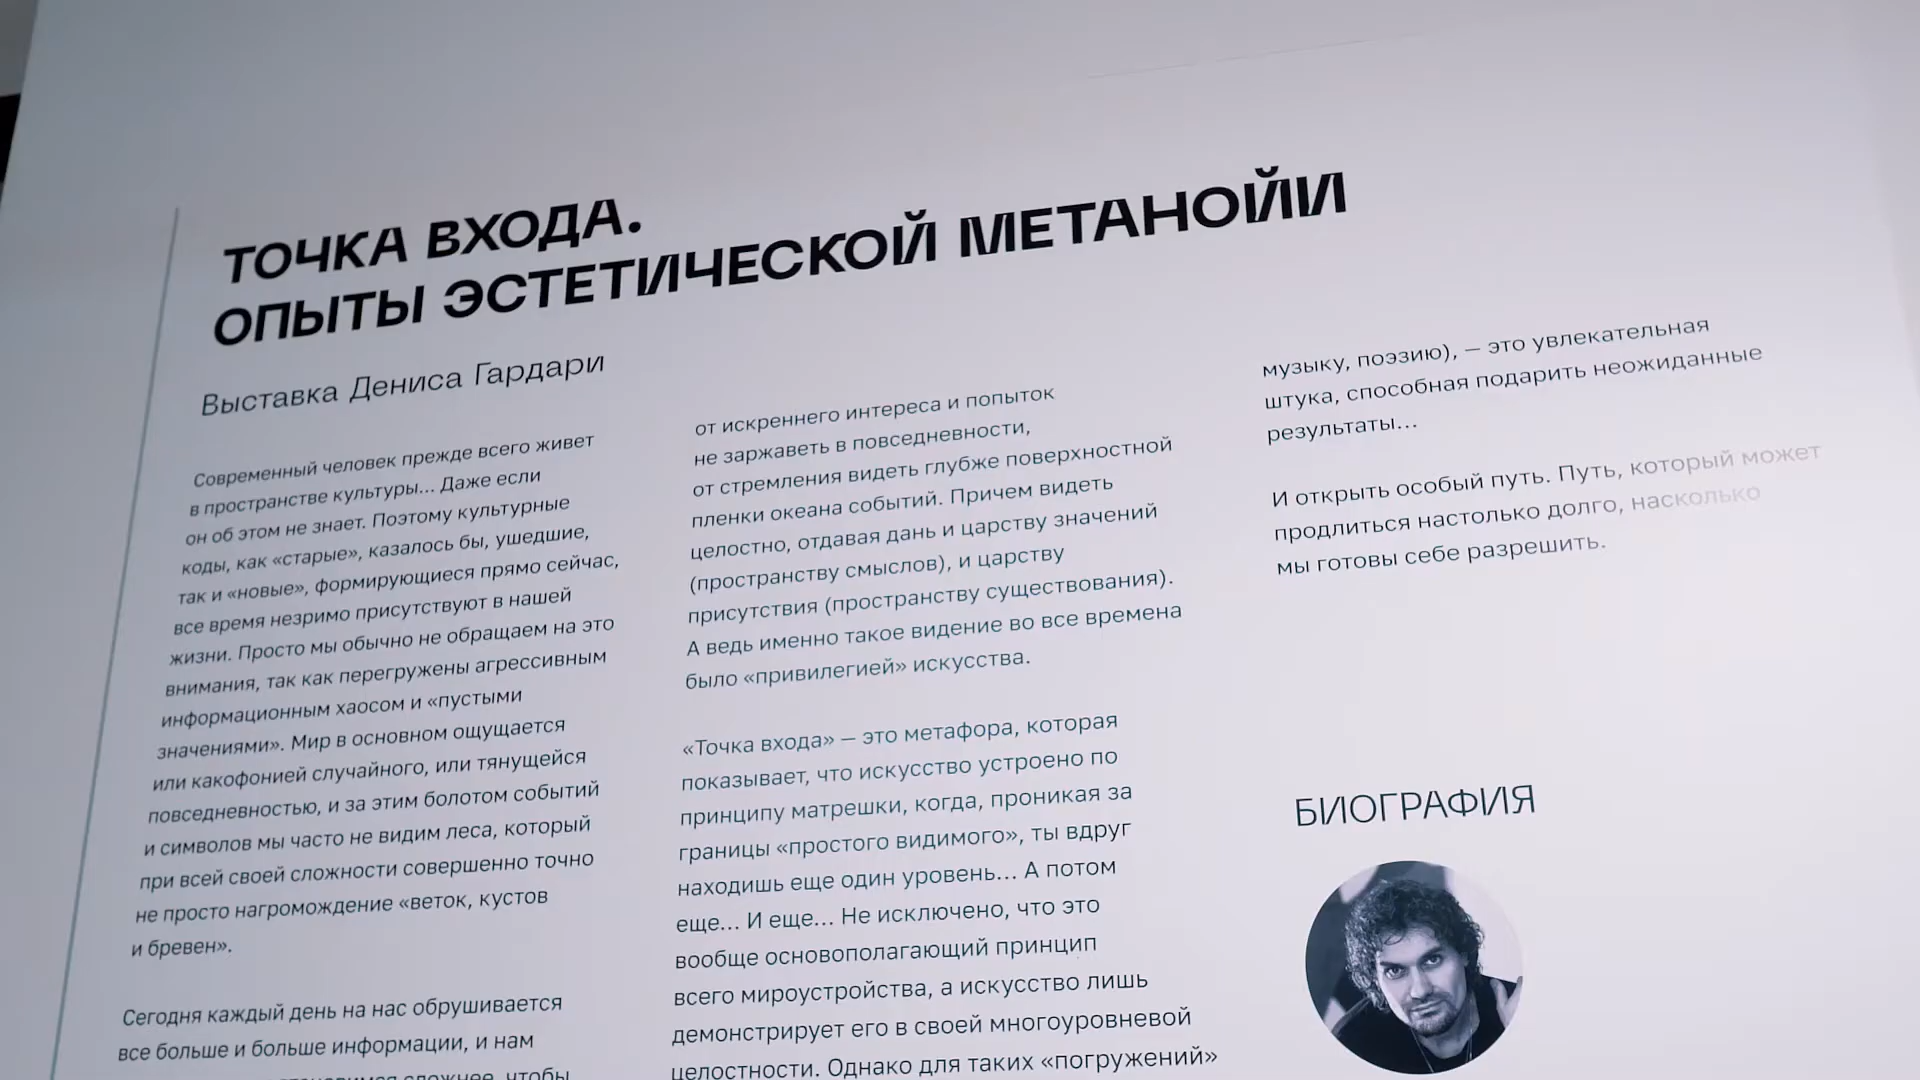 ТОЧКА ВХОДА.
ОПЫТЫ ЭСТЕТИЧЕСКОЙ МЕТАНОЙИ
Выставка Дениса Гардари
Современный человек прежде всего живет
в пространстве культуры... Даже если
он об этом не знает. Поэтому культурные
коды, как «старые», казалось бы, ушедшие,
так и «новые», формирующиеся прямо сейчас,
все время незримо присутствуют в нашей
жизни. Просто мы обычно не обращаем на это
внимания, так как перегружены агрессивным
информационным хаосом и «пустыми
значениями». Мир в основном ощущается
или какофонией случайного, или тянущейся
повседневностью, и за этим болотом событий
и символов мы часто не видим леса, который
при всей своей сложности совершенно точно
не просто нагромождение «веток, кустов
и бревен».
Сегодня каждый день на нас обрушивается
все больше и больше информации, и нам
сложнее, чтобы
от искреннего интереса и попыток
не заржаветь в повседневности,
от стремления видеть глубже поверхностной
пленки океана событий. Причем видеть
целостно, отдавая дань и царству значений
(пространству смыслов), и царству
присутствия (пространству существования).
А ведь именно такое видение во все времена
было «привилегией» искусства.
«Точка входа» — это метафора, которая
показывает, что искусство устроено по
принципу матрешки, когда, проникая за
границы «простого видимого», ты вдруг
находишь еще один уровень... А потом
еще... И еще... Не исключено, что это
вообще основополагающий принцип
всего мироустройства, а искусство лишь
демонстрирует его в своей многоуровневой
целостности. Однако для таких «погружений»
музыку, поэзию), — это увлекательная
штука, способная подарить неожиданные
результаты...
И открыть особый путь. Путь, который может
продлиться настолько долго, насколько
мы готовы себе разрешить.
БИОГРАФИЯ